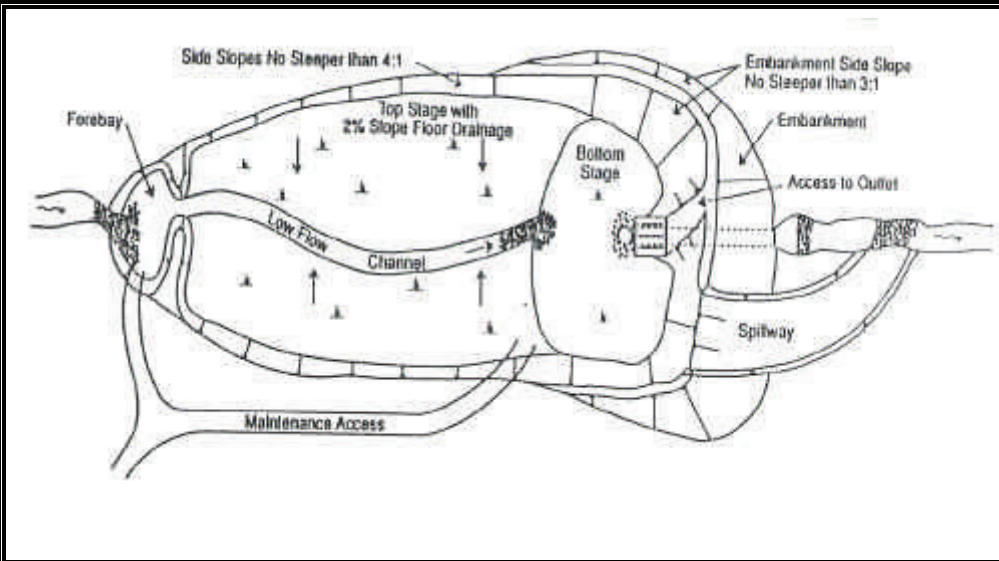 Side Slopes No Steeper than 4:1
Embankment Side Slope
No Steeper than 3:1
Forebay
Top Stage with
2% Slope Floor Drainage
Embankment
Bottom
Stage
Access to Outlet
Low Flow
Channel
Spillway
Maintenance Access